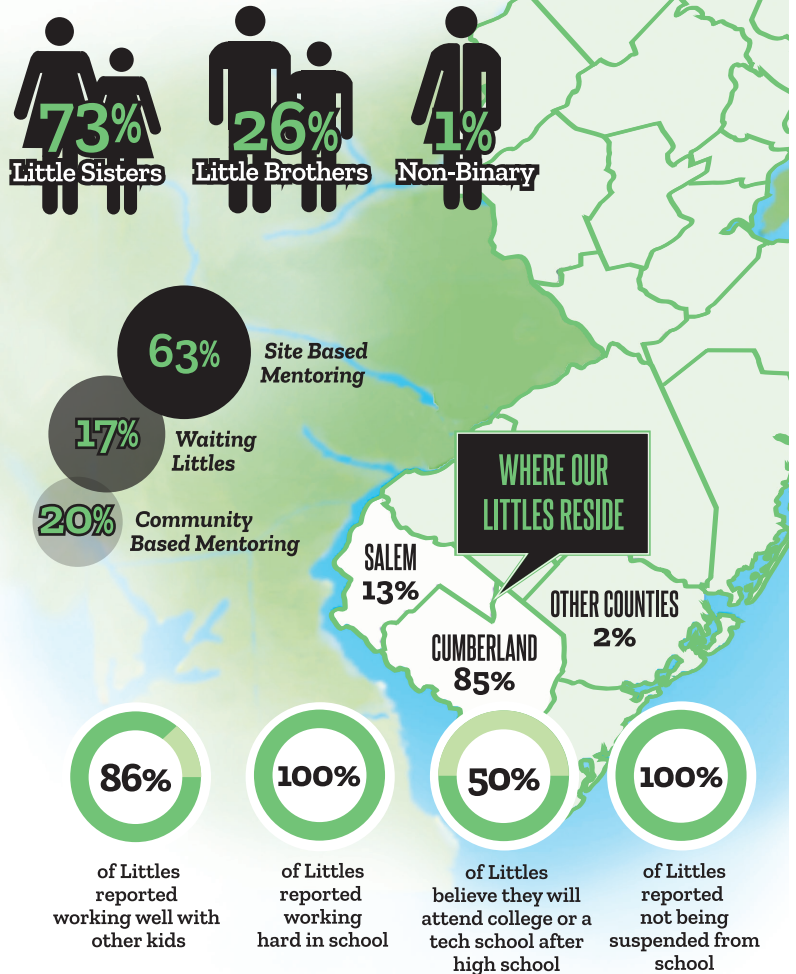 73%
Little Sisters
26%
Little Brothers
1%
Non-Binary
63%
Site Based
Mentoring
17%
Waiting
Littles
20%
Community
Based Mentoring
WHERE OUR
LITTLES RESIDE
SALEM
13%
CUMBERLAND
85%
OTHER COUNTIES
2%
86%
of Littles
reported
working well with
other kids
100%
of Littles
reported
working
hard in school
50%
of Littles
believe they will
attend college or a
tech school after
high school
100%
of Littles
reported
not being
suspended from
school